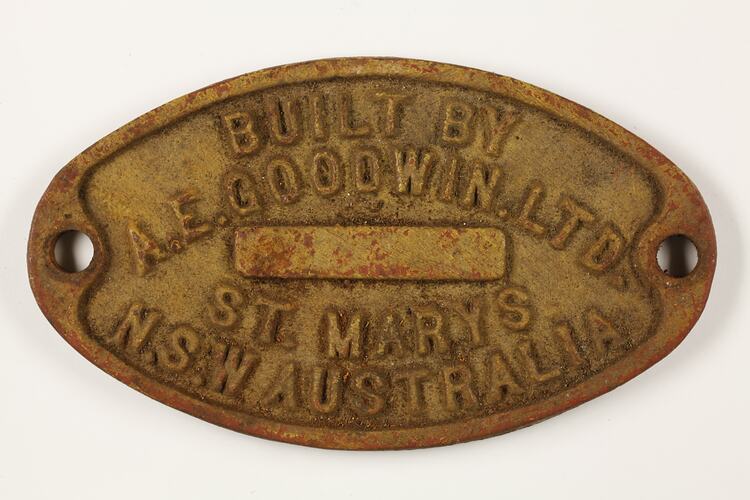 BUILT BY
A.E.GOODWIN.LTD.
ST. MARYS
N.S.W AUSTRALIA